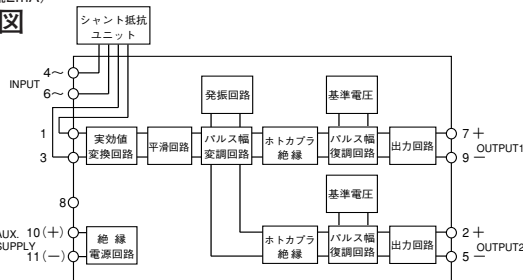 図
シャント抵抗
ユニット
4〜
INPUT
6〜
発振回路
基準電圧
1
3
実効値
変換回路
平滑回路
パルス幅
変調回路
ホトカプラ
絶縁
パルス幅
復調回路
出力回路
7 +
OUTPUT1
9 −
8
基準電圧
AUX.
SUPPLY
10(+)
11(−)
絶 縁
電源回路
ホトカプラ
絶縁
パルス幅
復調回路
出力回路
2 +
OUTPUT2
5 −